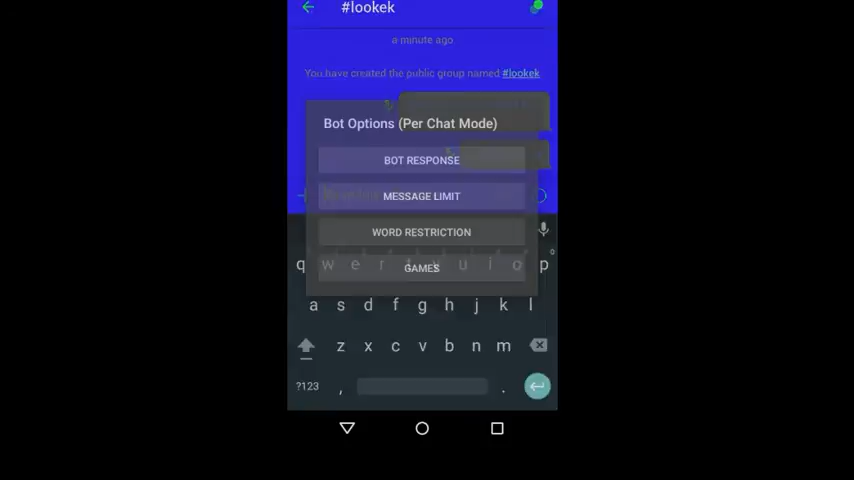 #lookek
a minute ago
You have created the public group named #lookek
Bot Options (Per Chat Mode)
BOT RESPONSE
MESSAGE LIMIT
WORD RESTRICTION
GAMES
q w e r t y u i o p
a s d f g h j k l
z x c v b n m
?123 , .